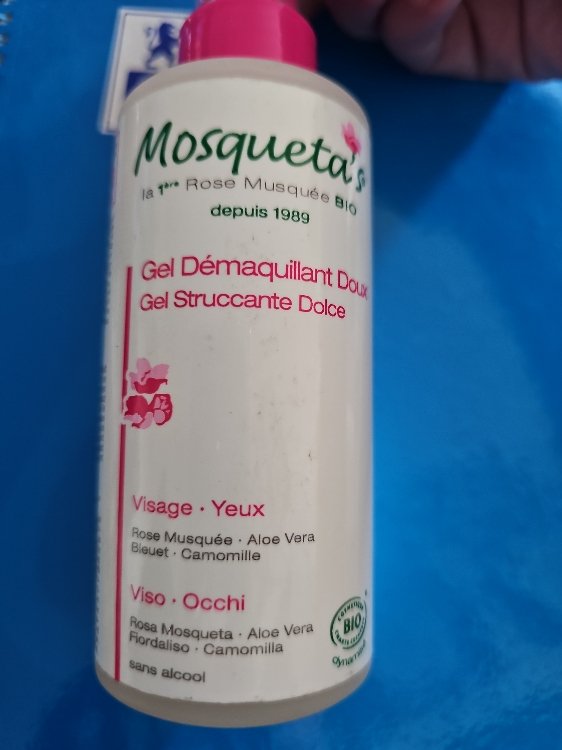 Mosqueta's
la 1ère Rose Musquée BIO
depuis 1989
Gel Démaquillant Doux
Gel Struccante Dolce
Visage · Yeux
Rose Musquée · Aloe Vera
Bleuet · Camomille
Viso · Occhi
Rosa Mosqueta · Aloe Vera
Fiordaliso · Camomilla
sans alcool
COSMETIQUE
BIO